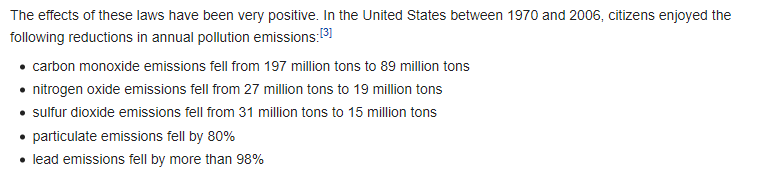 The effects of these laws have been very positive. In the United States between 1970 and 2006, citizens enjoyed the
following reductions in annual pollution emissions:[3]
• carbon monoxide emissions fell from 197 million tons to 89 million tons
• nitrogen oxide emissions fell from 27 million tons to 19 million tons
• sulfur dioxide emissions fell from 31 million tons to 15 million tons
• particulate emissions fell by 80%
• lead emissions fell by more than 98%